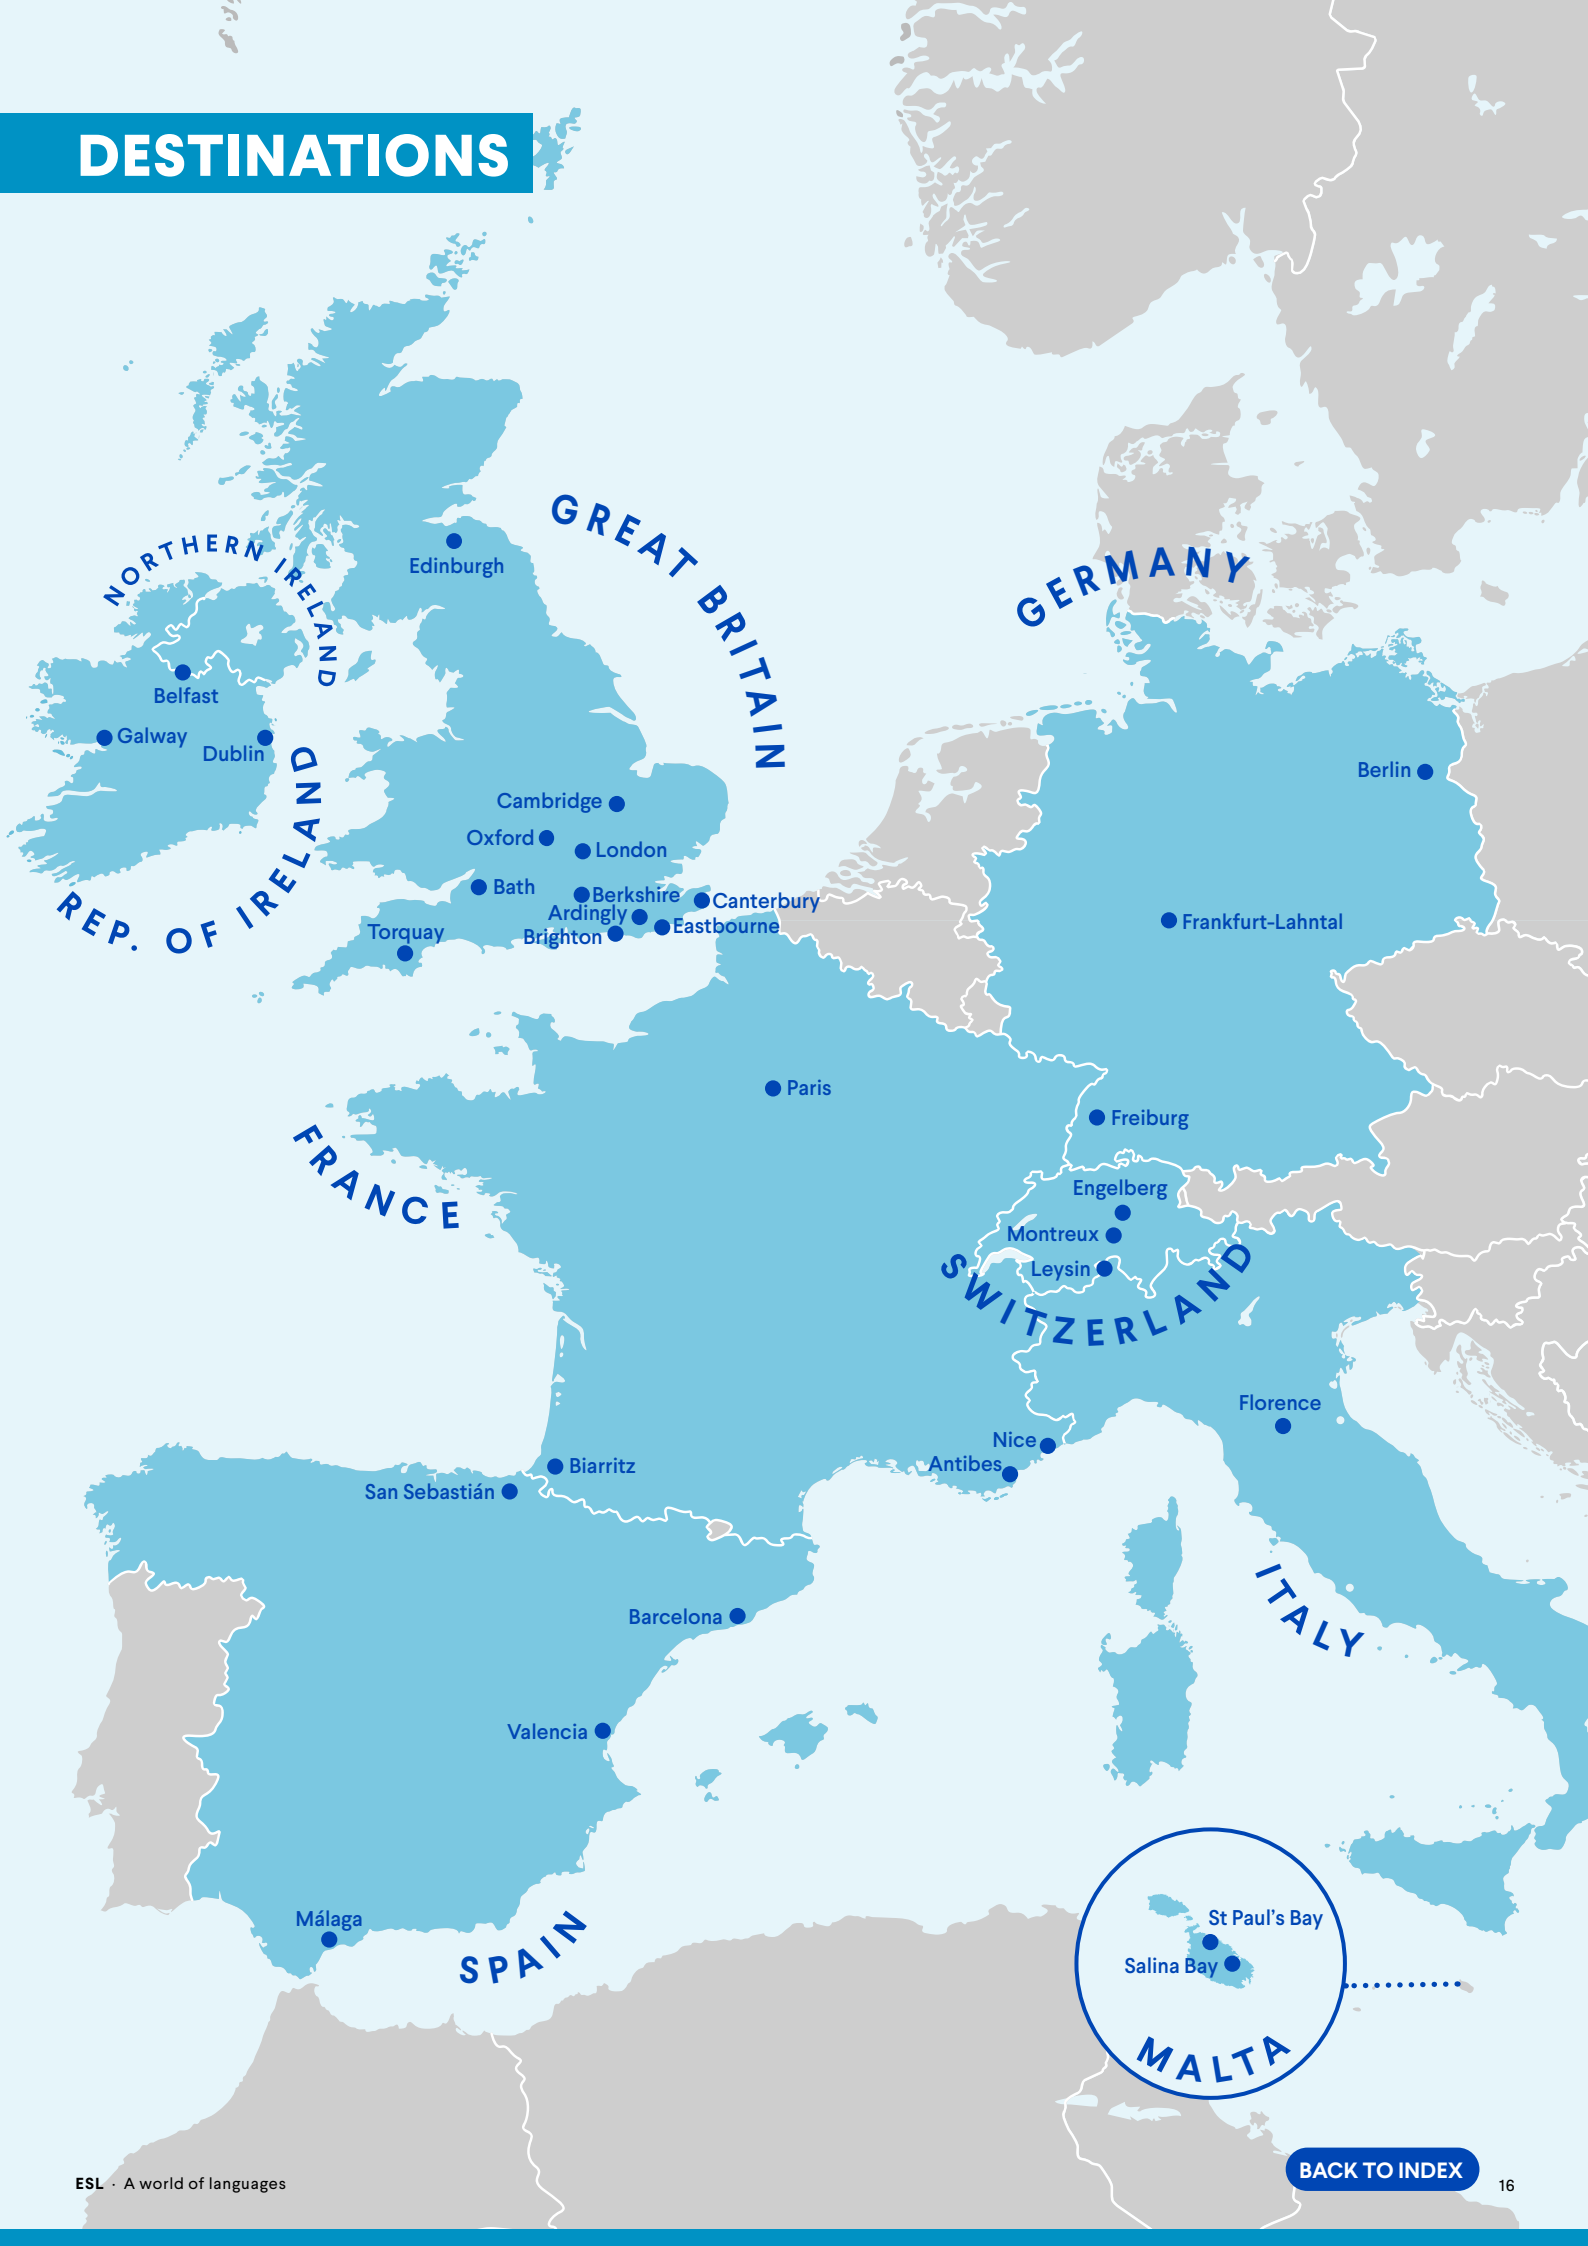 DESTINATIONS
GREAT BRITAIN
Edinburgh
NORTHERN IRELAND
GERMANY
Belfast
Galway
Dublin
REP. OF IRELAND
Berlin
Cambridge
Oxford
London
Bath
Berkshire
Canterbury
Ardingly
Eastbourne
Brighton
Torquay
Frankfurt-Lahntal
Paris
Freiburg
FRANCE
Engelberg
Montreux
Leysin
SWITZERLAND
Florence
Nice
Antibes
Biarritz
San Sebastián
ITALY
Barcelona
Valencia
Málaga
SPAIN
St Paul's Bay
Salina Bay
MALTA
ESL · A world of languages
BACK TO INDEX
16